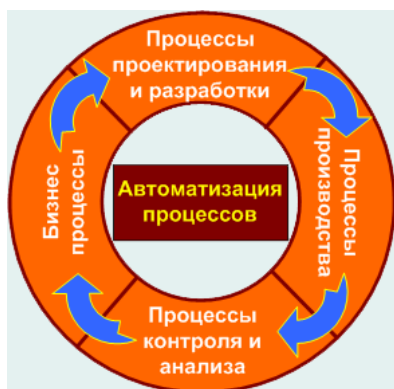 Процессы
проектирования
и разработки
Процессы
производства
Автоматизация
процессов
Бизнес
процессы
Процессы
контроля и
анализа